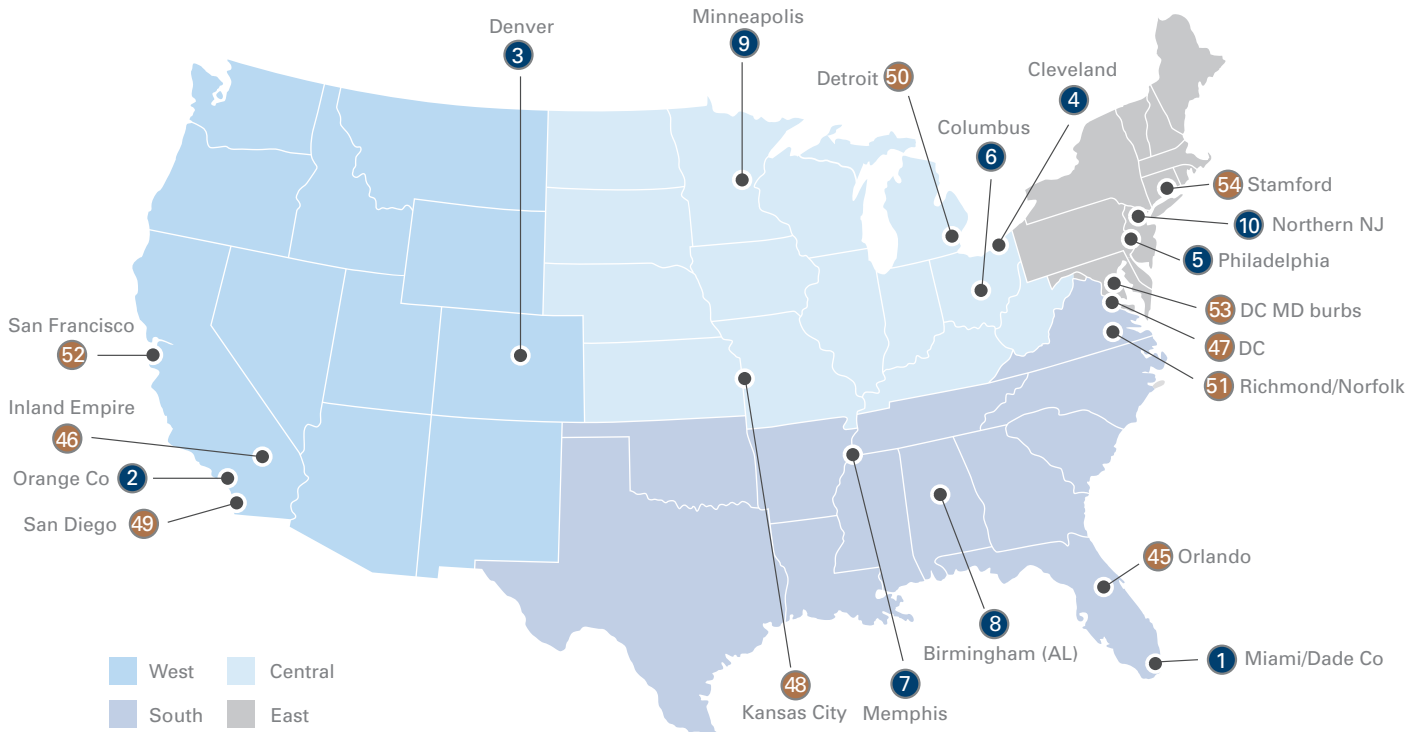 Minneapolis
9
Denver
3
Detroit 50
Cleveland
4
Columbus
6
54 Stamford
10 Northern NJ
5 Philadelphia
53 DC MD burbs
47 DC
51 Richmond/Norfolk
San Francisco
52
Inland Empire
46
Orange Co 2
San Diego 49
45 Orlando
8
Birmingham (AL)
1 Miami/Dade Co
48
Kansas City
7
Memphis
West
Central
South
East